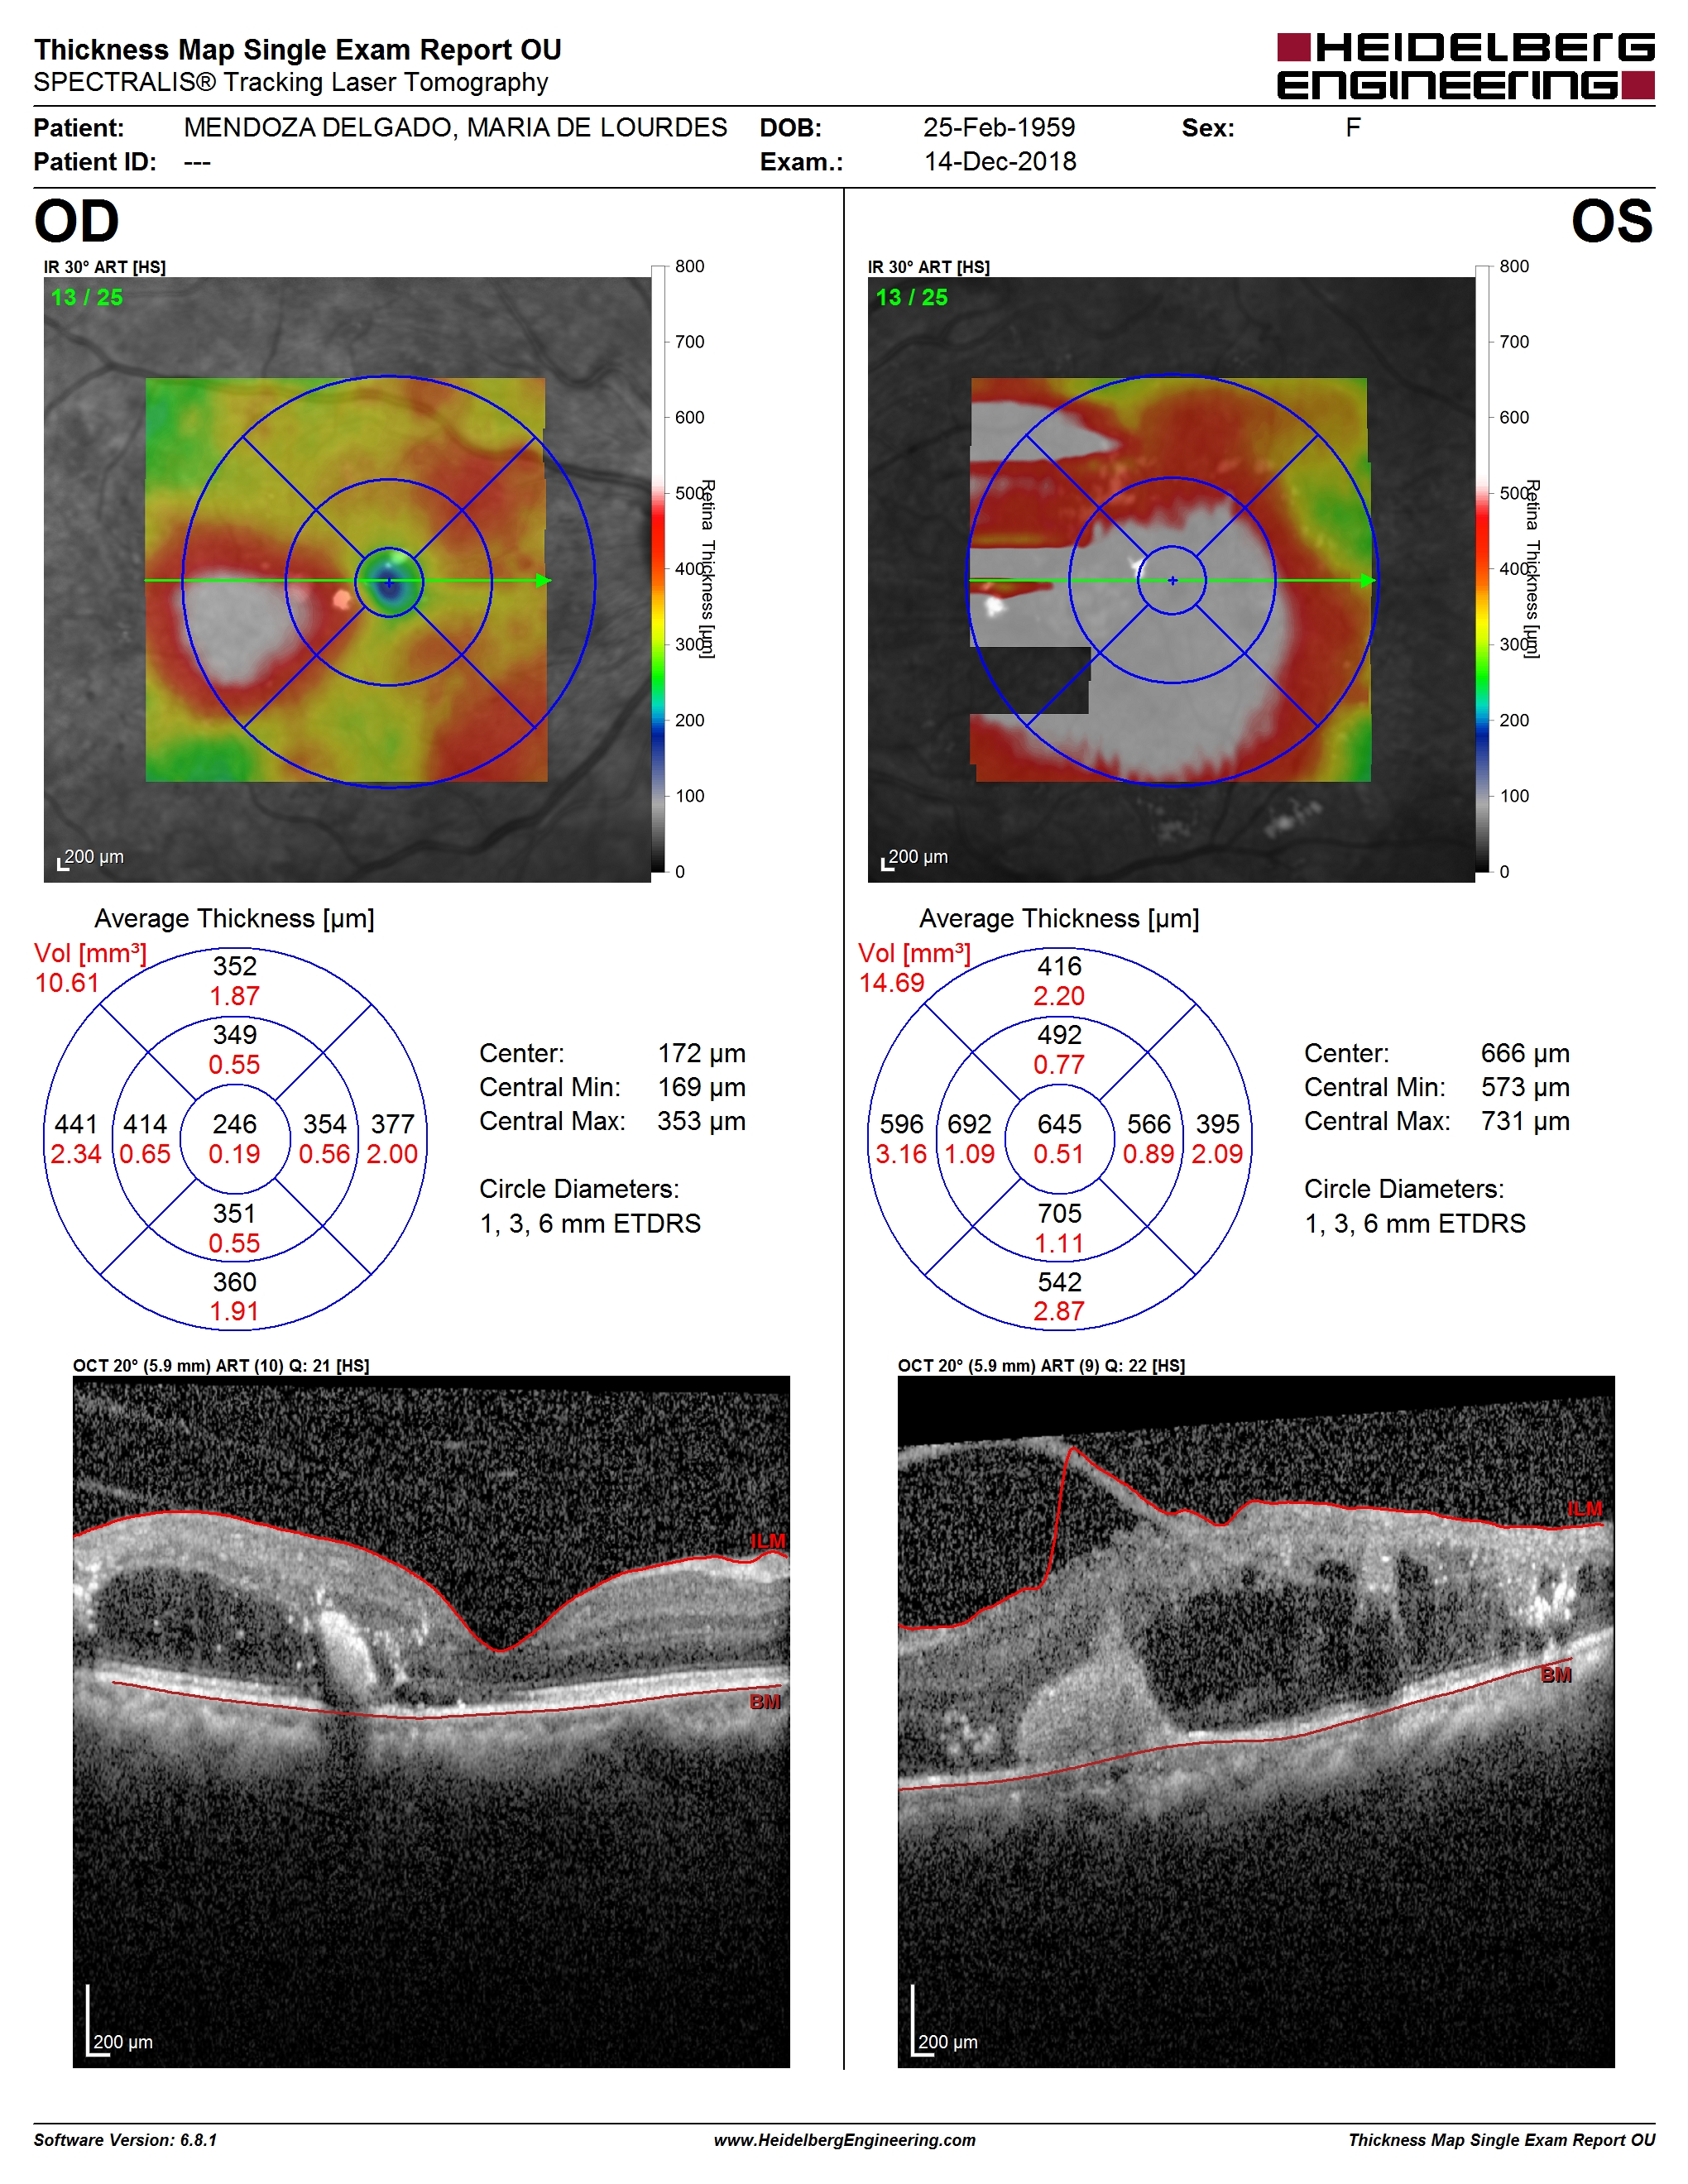 Thickness Map Single Exam Report OU
SPECTRALIS® Tracking Laser Tomography
HEIDELBERG
ENGINEERING
Patient: MENDOZA DELGADO, MARIA DE LOURDES DOB: 25-Feb-1959 Sex: F
Patient ID: --- Exam.: 14-Dec-2018
OD
IR 30° ART [HS]
13 / 25
200 µm
800
700
600
500
400
300
200
100
0
Retina Thickness [µm]
Average Thickness [µm]
Vol [mm³]
10.61
352
1.87
349
0.55
441 414 246 354 377
2.34 0.65 0.19 0.56 2.00
351
0.55
360
1.91
Center: 172 µm
Central Min: 169 µm
Central Max: 353 µm
Circle Diameters:
1, 3, 6 mm ETDRS
OCT 20° (5.9 mm) ART (10) Q: 21 [HS]
ILM
BM
200 µm
OS
IR 30° ART [HS]
13 / 25
200 µm
800
700
600
500
400
300
200
100
0
Retina Thickness [µm]
Average Thickness [µm]
Vol [mm³]
14.69
416
2.20
492
0.77
596 692 645 566 395
3.16 1.09 0.51 0.89 2.09
705
1.11
542
2.87
Center: 666 µm
Central Min: 573 µm
Central Max: 731 µm
Circle Diameters:
1, 3, 6 mm ETDRS
OCT 20° (5.9 mm) ART (9) Q: 22 [HS]
ILM
BM
200 µm
Software Version: 6.8.1 www.HeidelbergEngineering.com Thickness Map Single Exam Report OU